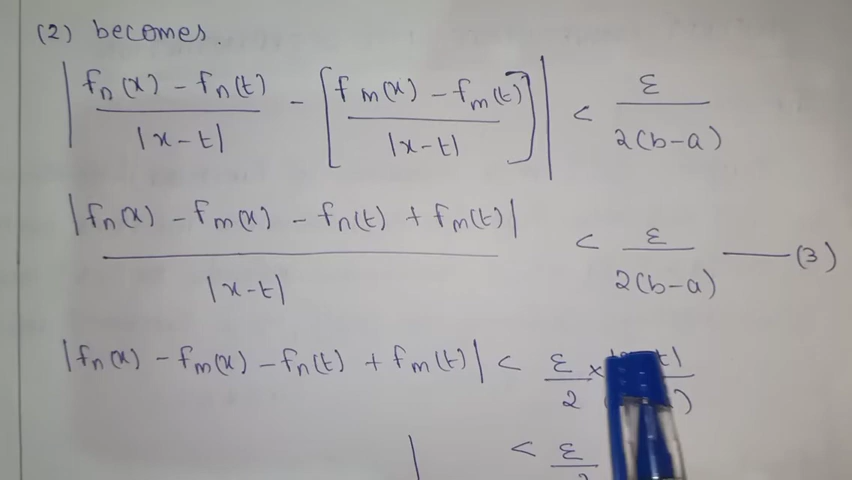 (2) becomes.
| fn(x) - fn(t) / |x-t| - [ fm(x) - fm(t) / |x-t| ] | < ε / 2(b-a)
|fn(x) - fm(x) - fn(t) + fm(t)| / |x-t| < ε / 2(b-a) —— (3)
|fn(x) - fm(x) - fn(t) + fm(t)| < ε/2 × t|
< ε